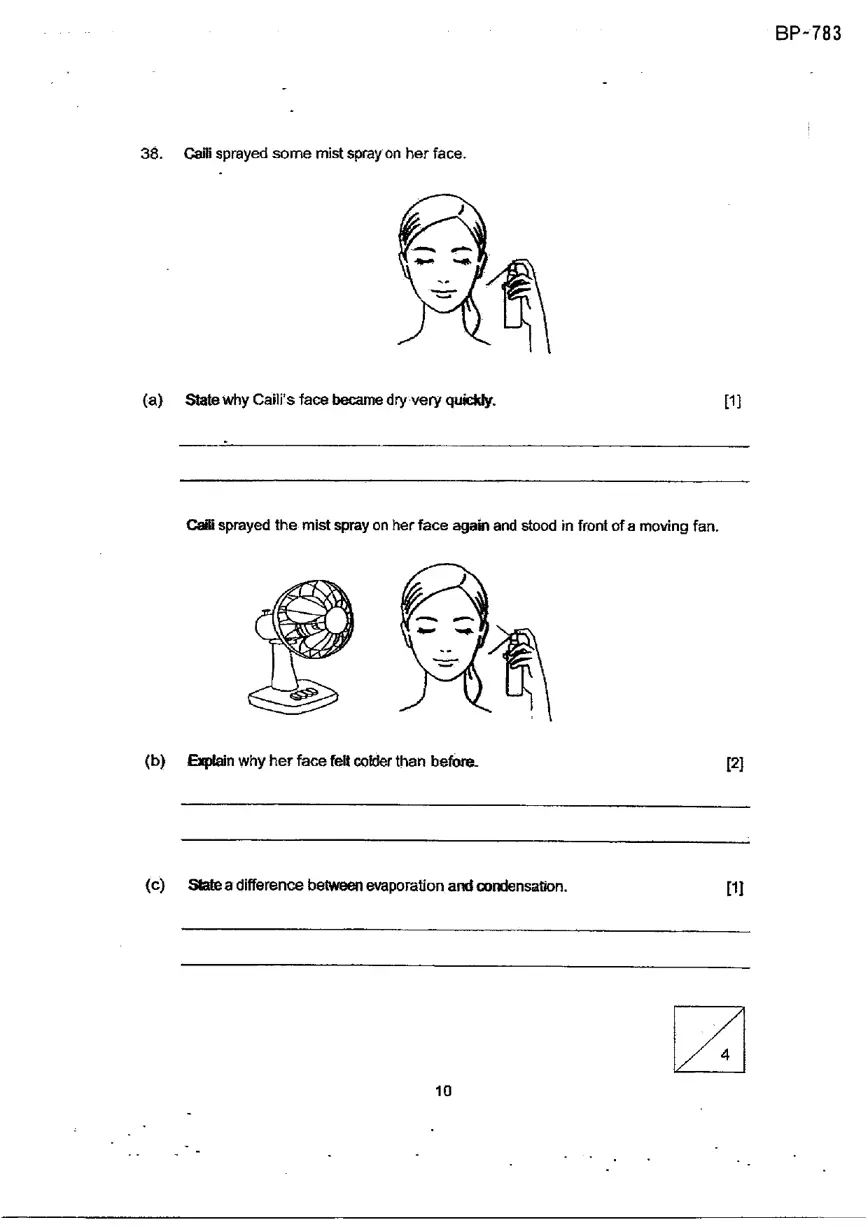 BP-783
38. Caili sprayed some mist spray on her face.
(a) State why Caili's face became dry very quickly. [1]
Caili sprayed the mist spray on her face again and stood in front of a moving fan.
(b) Explain why her face felt colder than before. [2]
(c) State a difference between evaporation and condensation. [1]
4
10